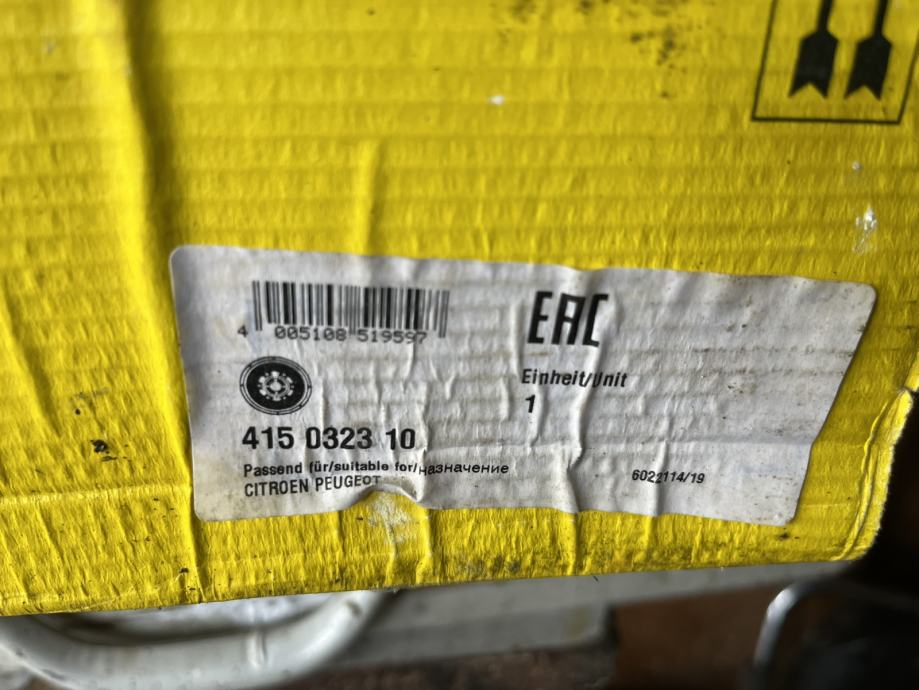 4 005108 519597
EAC
Einheit/Unit
1
415 0323 10
Passend für/suitable for/назначение
CITROEN PEUGEOT
6022114/19